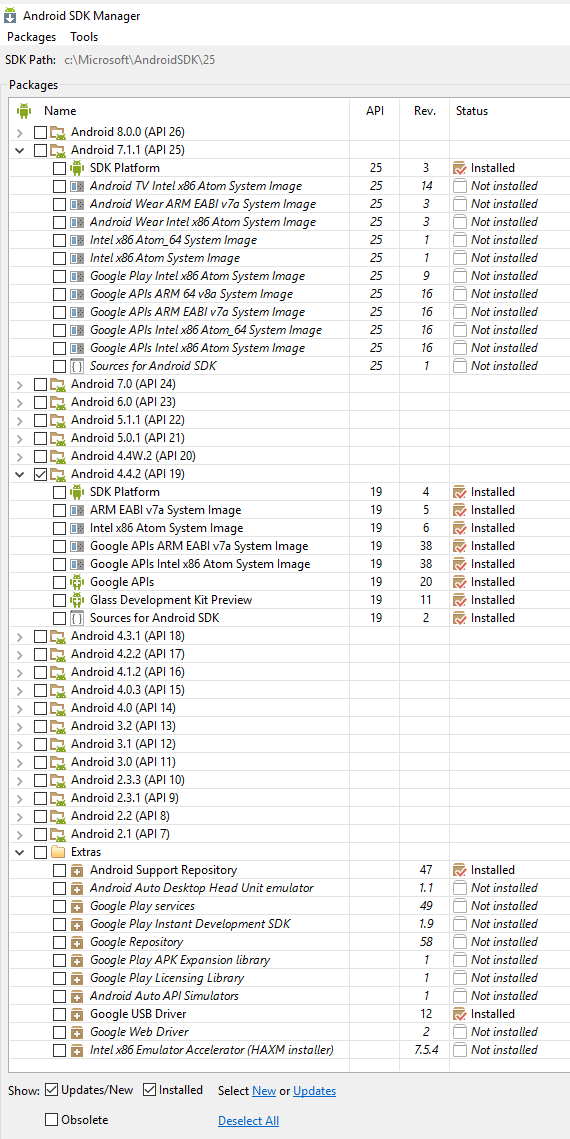 Android SDK Manager
Packages Tools
SDK Path: c:\Microsoft\AndroidSDK\25
Packages
Name API Rev. Status
Android 8.0.0 (API 26)
Android 7.1.1 (API 25)
SDK Platform 25 3 Installed
Android TV Intel x86 Atom System Image 25 14 Not installed
Android Wear ARM EABI v7a System Image 25 3 Not installed
Android Wear Intel x86 Atom System Image 25 3 Not installed
Intel x86 Atom_64 System Image 25 1 Not installed
Intel x86 Atom System Image 25 1 Not installed
Google Play Intel x86 Atom System Image 25 9 Not installed
Google APIs ARM 64 v8a System Image 25 16 Not installed
Google APIs ARM EABI v7a System Image 25 16 Not installed
Google APIs Intel x86 Atom_64 System Image 25 16 Not installed
Google APIs Intel x86 Atom System Image 25 16 Not installed
Sources for Android SDK 25 1 Not installed
Android 7.0 (API 24)
Android 6.0 (API 23)
Android 5.1.1 (API 22)
Android 5.0.1 (API 21)
Android 4.4W.2 (API 20)
Android 4.4.2 (API 19)
SDK Platform 19 4 Installed
ARM EABI v7a System Image 19 5 Installed
Intel x86 Atom System Image 19 6 Installed
Google APIs ARM EABI v7a System Image 19 38 Installed
Google APIs Intel x86 Atom System Image 19 38 Installed
Google APIs 19 20 Installed
Glass Development Kit Preview 19 11 Installed
Sources for Android SDK 19 2 Installed
Android 4.3.1 (API 18)
Android 4.2.2 (API 17)
Android 4.1.2 (API 16)
Android 4.0.3 (API 15)
Android 4.0 (API 14)
Android 3.2 (API 13)
Android 3.1 (API 12)
Android 3.0 (API 11)
Android 2.3.3 (API 10)
Android 2.3.1 (API 9)
Android 2.2 (API 8)
Android 2.1 (API 7)
Extras
Android Support Repository 47 Installed
Android Auto Desktop Head Unit emulator 1.1 Not installed
Google Play services 49 Not installed
Google Play Instant Development SDK 1.9 Not installed
Google Repository 58 Not installed
Google Play APK Expansion library 1 Not installed
Google Play Licensing Library 1 Not installed
Android Auto API Simulators 1 Not installed
Google USB Driver 12 Installed
Google Web Driver 2 Not installed
Intel x86 Emulator Accelerator (HAXM installer) 7.5.4 Not installed
Show: Updates/New Installed Select New or Updates
Obsolete Deselect All